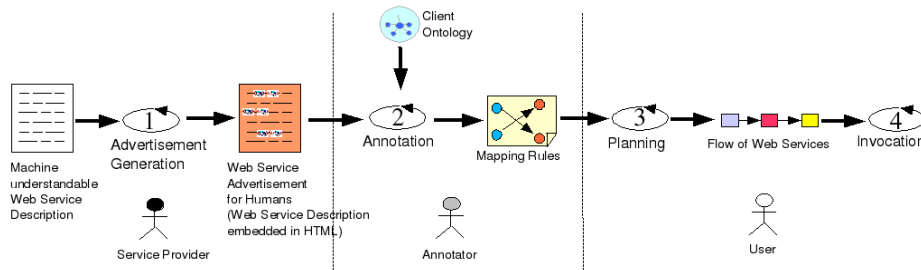 Client
Ontology
1
2
3
4
Advertisement
Generation
Annotation
Mapping Rules
Planning
Flow of Web Services
Invocation
Machine
understandable
Web Service
Description
Web Service
Advertisement
for Humans
(Web Service Description
embedded in HTML)
Service Provider
Annotator
User